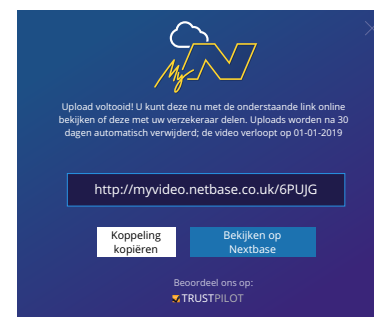 My N
Upload voltooid! U kunt deze nu met de onderstaande link online
bekijken of deze met uw verzekeraar delen. Uploads worden na 30
dagen automatisch verwijderd; de video verloopt op 01-01-2019
http://myvideo.netbase.co.uk/6PUJG
Koppeling
kopiëren
Bekijken op
Nextbase
Beoordeel ons op:
TRUSTPILOT